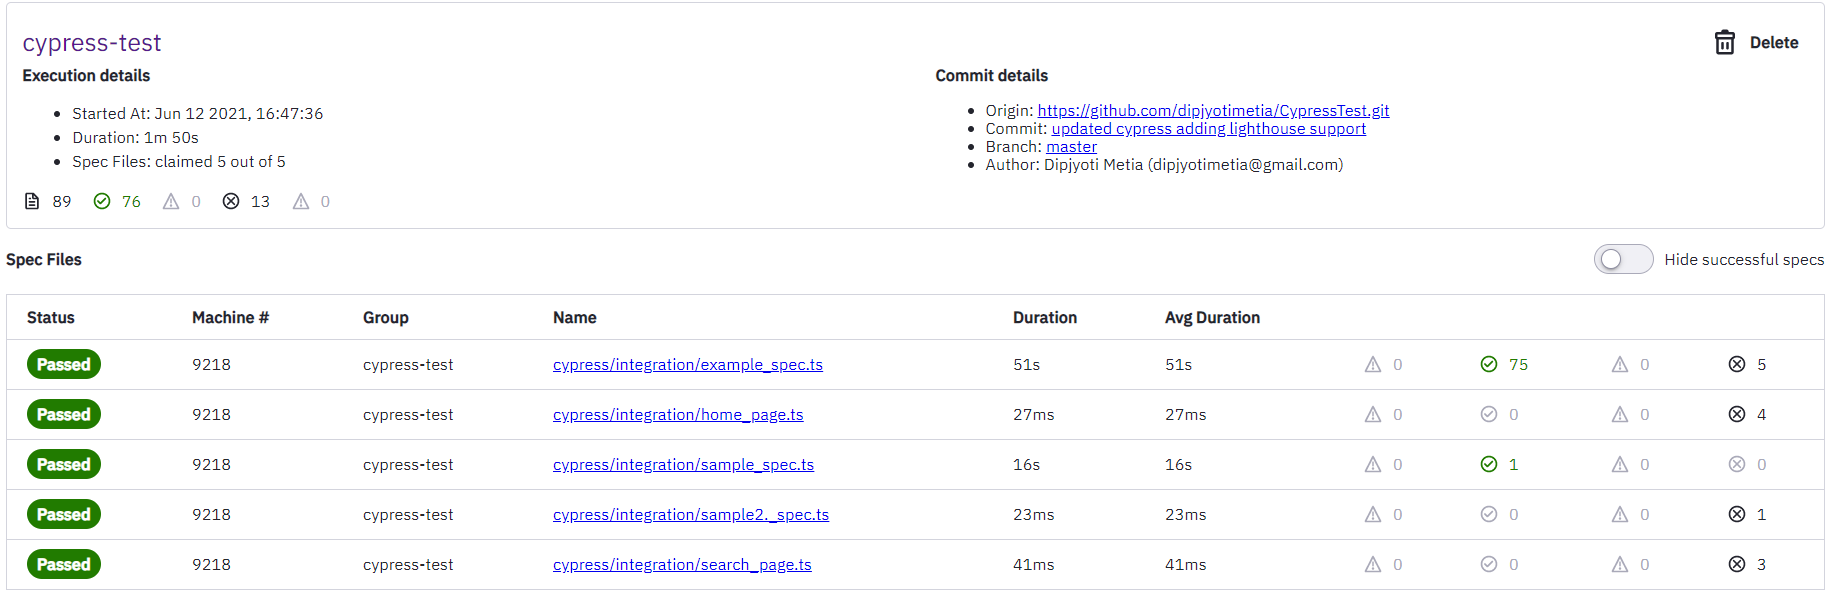 cypress-test
Delete
Execution details
Started At: Jun 12 2021, 16:47:36
Duration: 1m 50s
Spec Files: claimed 5 out of 5
89 76 0 13 0
Commit details
Origin: https://github.com/dipjyotimetia/CypressTest.git
Commit: updated cypress adding lighthouse support
Branch: master
Author: Dipjyoti Metia (dipjyotimetia@gmail.com)
Spec Files
Hide successful specs
Status Machine # Group Name Duration Avg Duration
Passed 9218 cypress-test cypress/integration/example_spec.ts 51s 51s 0 75 0 5
Passed 9218 cypress-test cypress/integration/home_page.ts 27ms 27ms 0 0 0 4
Passed 9218 cypress-test cypress/integration/sample_spec.ts 16s 16s 0 1 0 0
Passed 9218 cypress-test cypress/integration/sample2._spec.ts 23ms 23ms 0 0 0 1
Passed 9218 cypress-test cypress/integration/search_page.ts 41ms 41ms 0 0 0 3